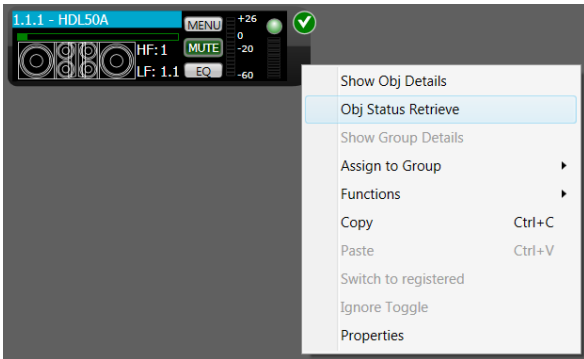 1.1.1 - HDL50A
MENU
+26
0
HF: 1
MUTE
-20
LF: 1.1
EQ
-60
Show Obj Details
Obj Status Retrieve
Show Group Details
Assign to Group
Functions
Copy Ctrl+C
Paste Ctrl+V
Switch to registered
Ignore Toggle
Properties